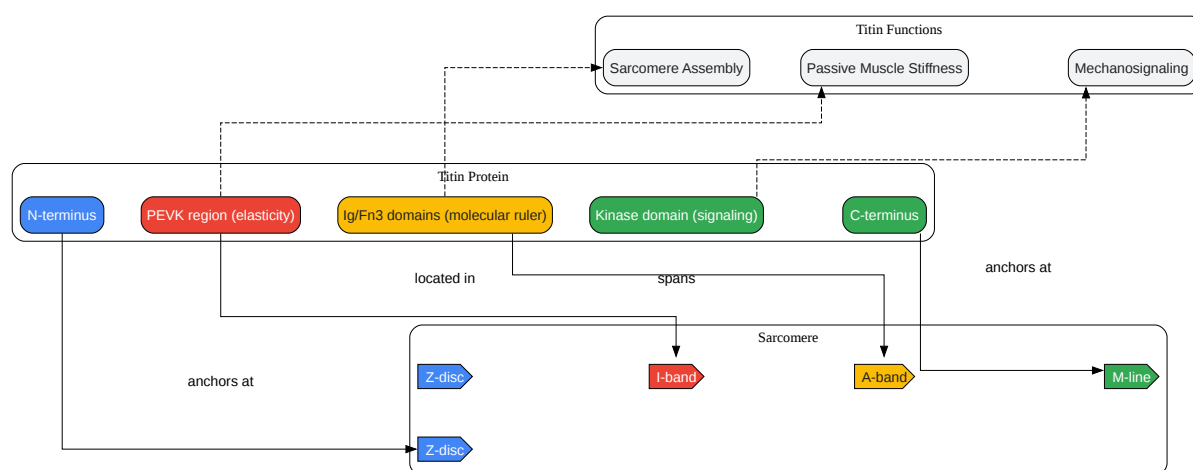 Titin Functions
Sarcomere Assembly
Passive Muscle Stiffness
Mechanosignaling
Titin Protein
N-terminus
PEVK region (elasticity)
Ig/Fn3 domains (molecular ruler)
Kinase domain (signaling)
C-terminus
located in
spans
anchors at
Sarcomere
Z-disc
I-band
A-band
M-line
anchors at
Z-disc